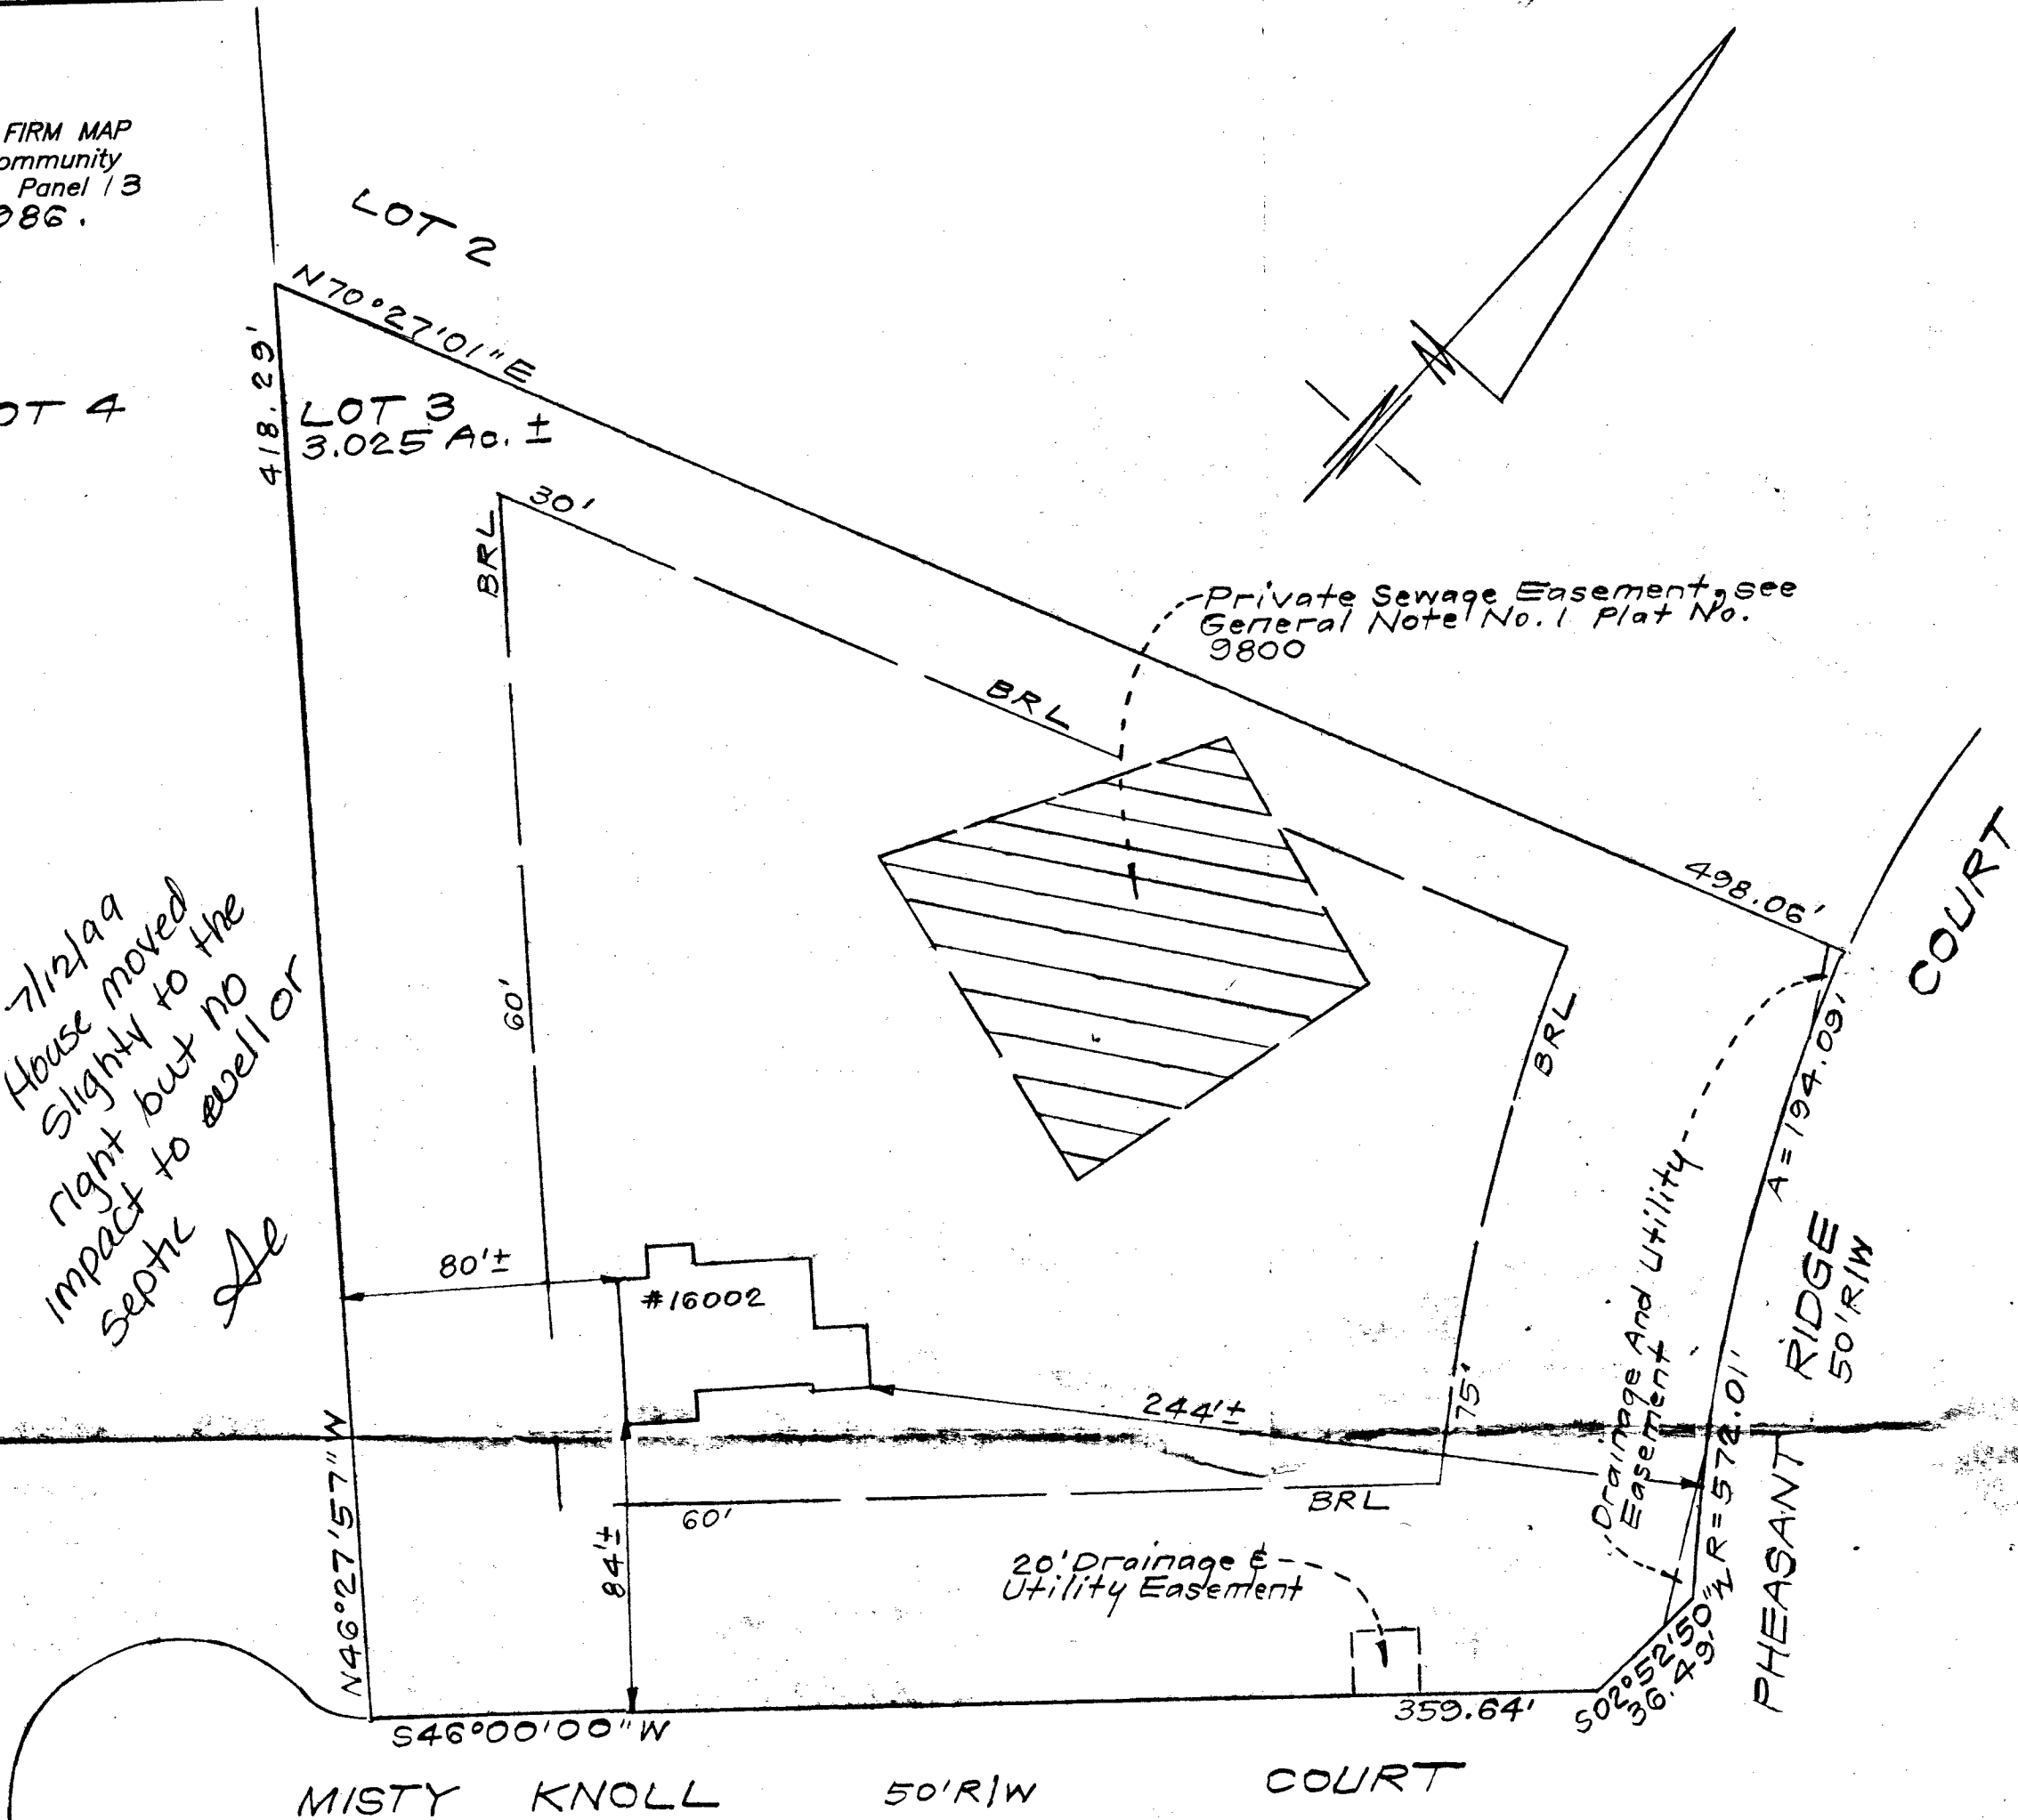 FIRM MAP
ommunity
Panel 13
986.
LOT 2
N70°27'01"E
418.29'
OT 4
LOT 3
3.025 Ac. ±
N
30'
BRL
Private Sewage Easement, see
General Note No. 1 Plat No.
9800
BRL
498.06'
COURT
60'
BRL
A=194.09'
7/12/99
House moved
Slighty to the
right but no
impact to well or
septic
80'±
#16002
Drainage And Utility
Easement
RIDGE
50'R/W
244'±
75'
R=572.01'
N46°27'57"W
60'
BRL
84'±
20' Drainage &
Utility Easement
PHEASANT
S46°00'00"W
359.64'
S02°52'50"W
36.49'
MISTY KNOLL 50'R/W COURT